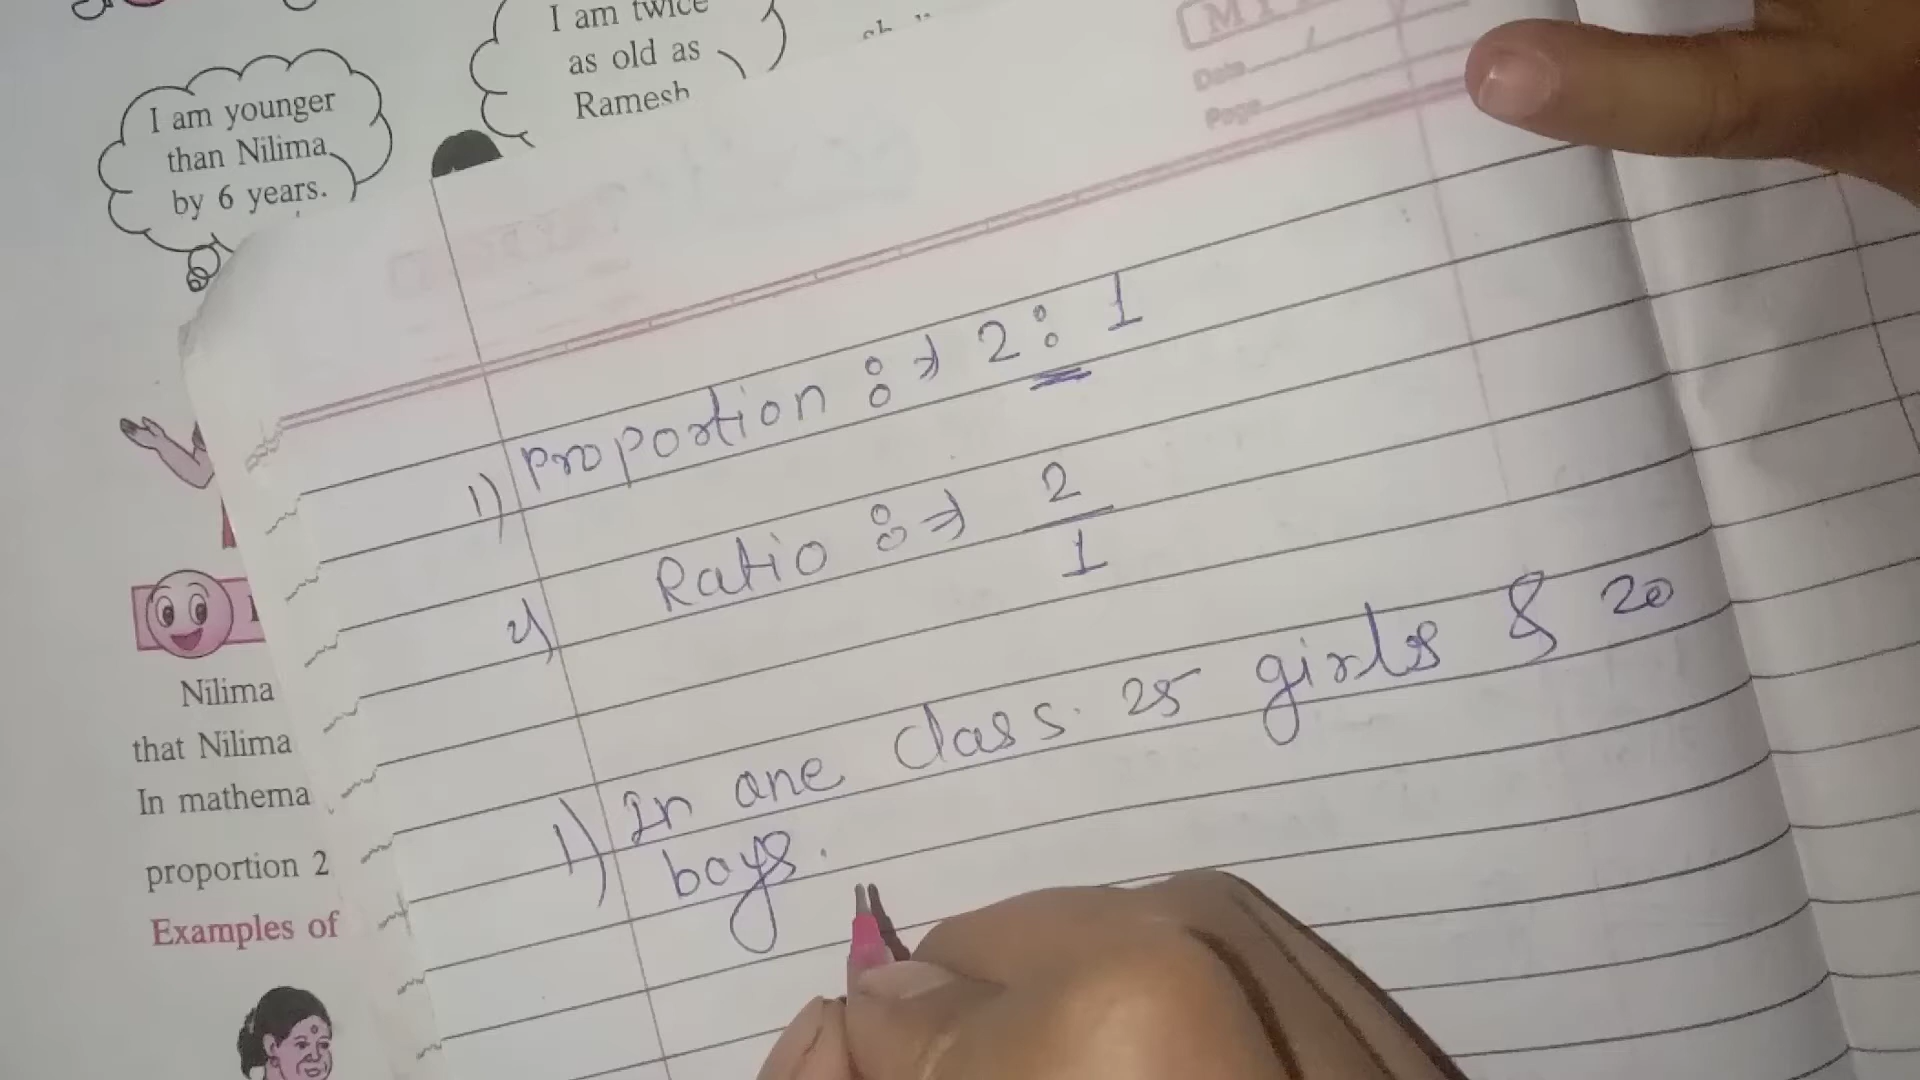 I am twice
as old as
Ramesh
I am younger
than Nilima
by 6 years.
Date
Page
1) Proportion :⇒ 2 : 1
2) Ratio :⇒ 2/1
1) In one class. 25 girls & 20
boys.
Nilima
that Nilima
In mathema
proportion 2
Examples of